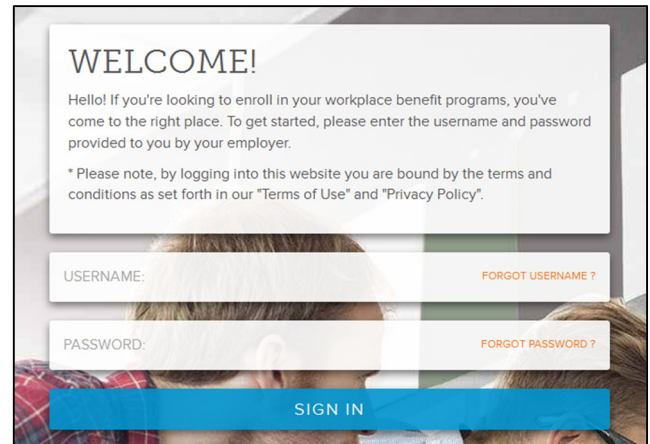 WELCOME!
Hello! If you're looking to enroll in your workplace benefit programs, you've
come to the right place. To get started, please enter the username and password
provided to you by your employer.
* Please note, by logging into this website you are bound by the terms and
conditions as set forth in our "Terms of Use" and "Privacy Policy".
USERNAME: FORGOT USERNAME ?
PASSWORD: FORGOT PASSWORD ?
SIGN IN